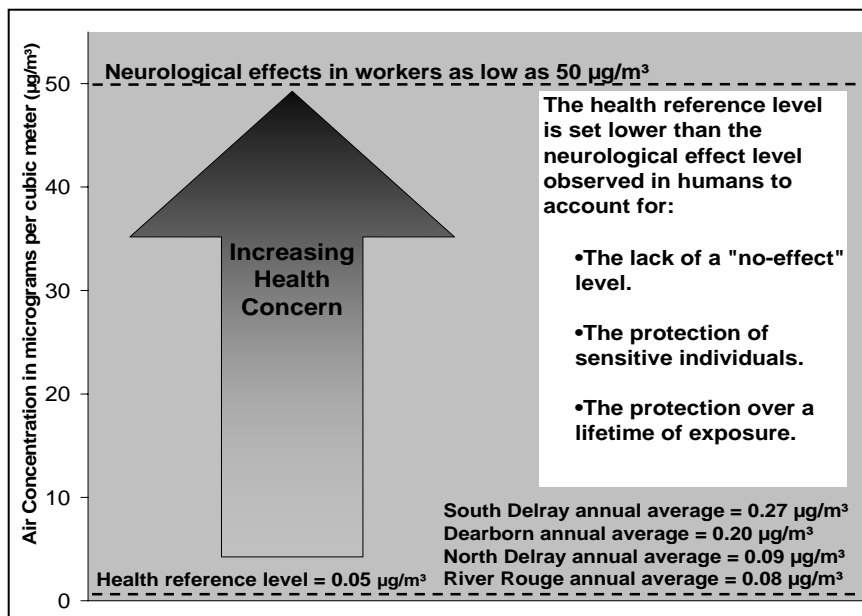 Air Concentration in micrograms per cubic meter (µg/m³)
50
40
30
20
10
0
Neurological effects in workers as low as 50 µg/m³
Increasing
Health
Concern
The health reference level
is set lower than the
neurological effect level
observed in humans to
account for:
•The lack of a "no-effect"
level.
•The protection of
sensitive individuals.
•The protection over a
lifetime of exposure.
South Delray annual average = 0.27 µg/m³
Dearborn annual average = 0.20 µg/m³
North Delray annual average = 0.09 µg/m³
River Rouge annual average = 0.08 µg/m³
Health reference level = 0.05 µg/m³